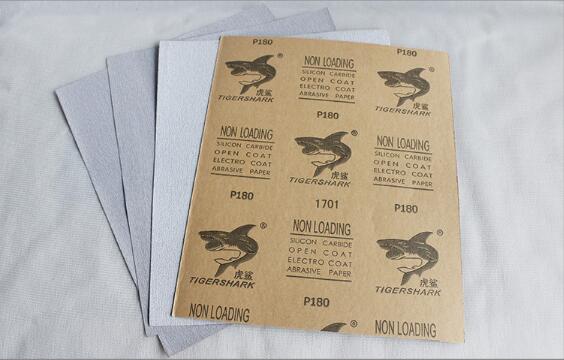 P180
NON LOADING
SILICON CARBIDE
OPEN COAT
ELECTRO COAT
ABRASIVE PAPER
P180
®
虎鲨
TIGERSHARK
P180
®
虎鲨
TIGERSHARK
NON LOADING
SILICON CARBIDE
OPEN COAT
ELECTRO COAT
ABRASIVE PAPER
®
虎鲨
TIGERSHARK
NON LOADING
SILICON CARBIDE
OPEN COAT
ELECTRO COAT
ABRASIVE PAPER
P180
1701
P180
®
虎鲨
TIGERSHARK
NON LOADING
SILICON CARBIDE
OPEN COAT
ELECTRO COAT
ABRASIVE PAPER
®
虎鲨
TIGERSHARK
P180
NON LOADING
®
NON LOADING